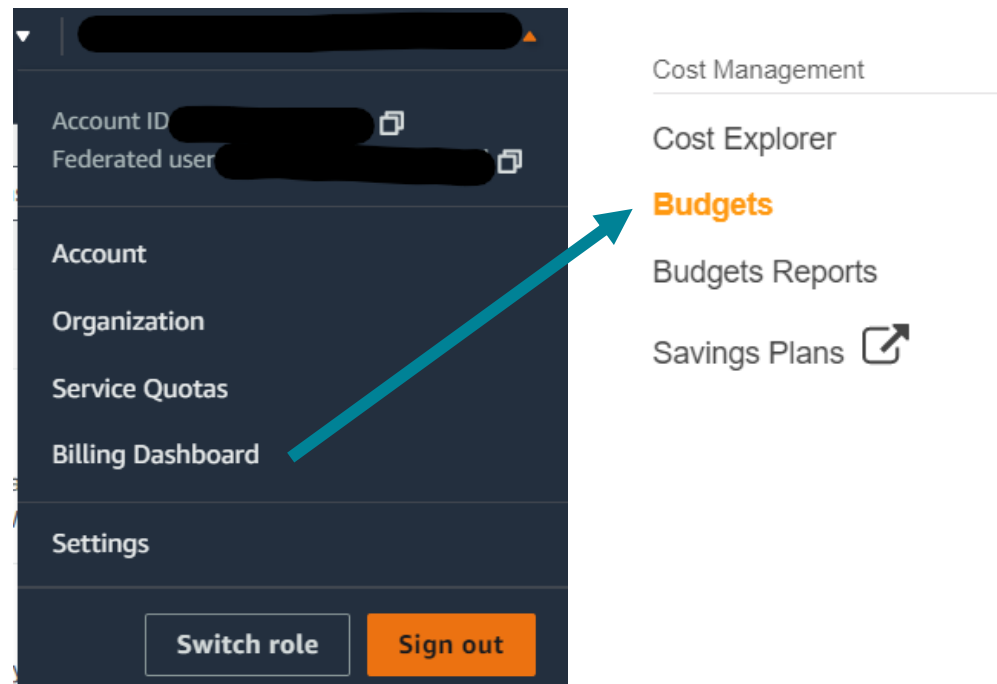 Account ID
Federated user
Account
Organization
Service Quotas
Billing Dashboard
Settings
Switch role
Sign out
Cost Management
Cost Explorer
Budgets
Budgets Reports
Savings Plans